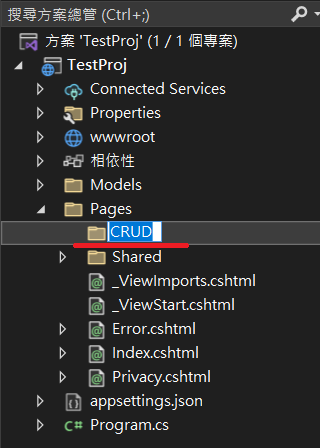 搜尋方案總管 (Ctrl+;)
方案 'TestProj' (1 / 1 個專案)
TestProj
Connected Services
Properties
wwwroot
相依性
Models
Pages
CRUD
Shared
_ViewImports.cshtml
_ViewStart.cshtml
Error.cshtml
Index.cshtml
Privacy.cshtml
appsettings.json
Program.cs